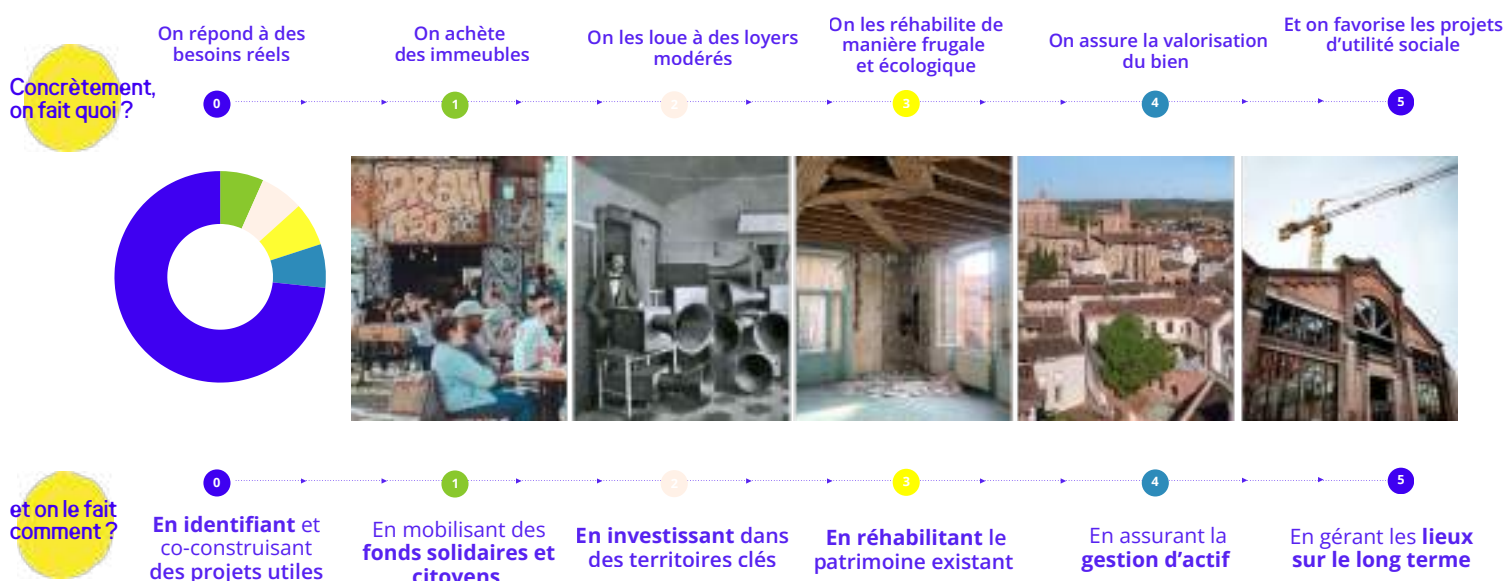 Concrètement,
on fait quoi ?
On répond à des
besoins réels
On achète
des immeubles
On les loue à des loyers
modérés
On les réhabilite de
manière frugale
et écologique
On assure la valorisation
du bien
Et on favorise les projets
d’utilité sociale
0
1
2
3
4
5
et on le fait
comment ?
0
1
2
3
4
5
En identifiant et
co-construisant
des projets utiles
En mobilisant des
fonds solidaires et
citoyens
En investissant dans
des territoires clés
En réhabilitant le
patrimoine existant
En assurant la
gestion d’actif
En gérant les lieux
sur le long terme